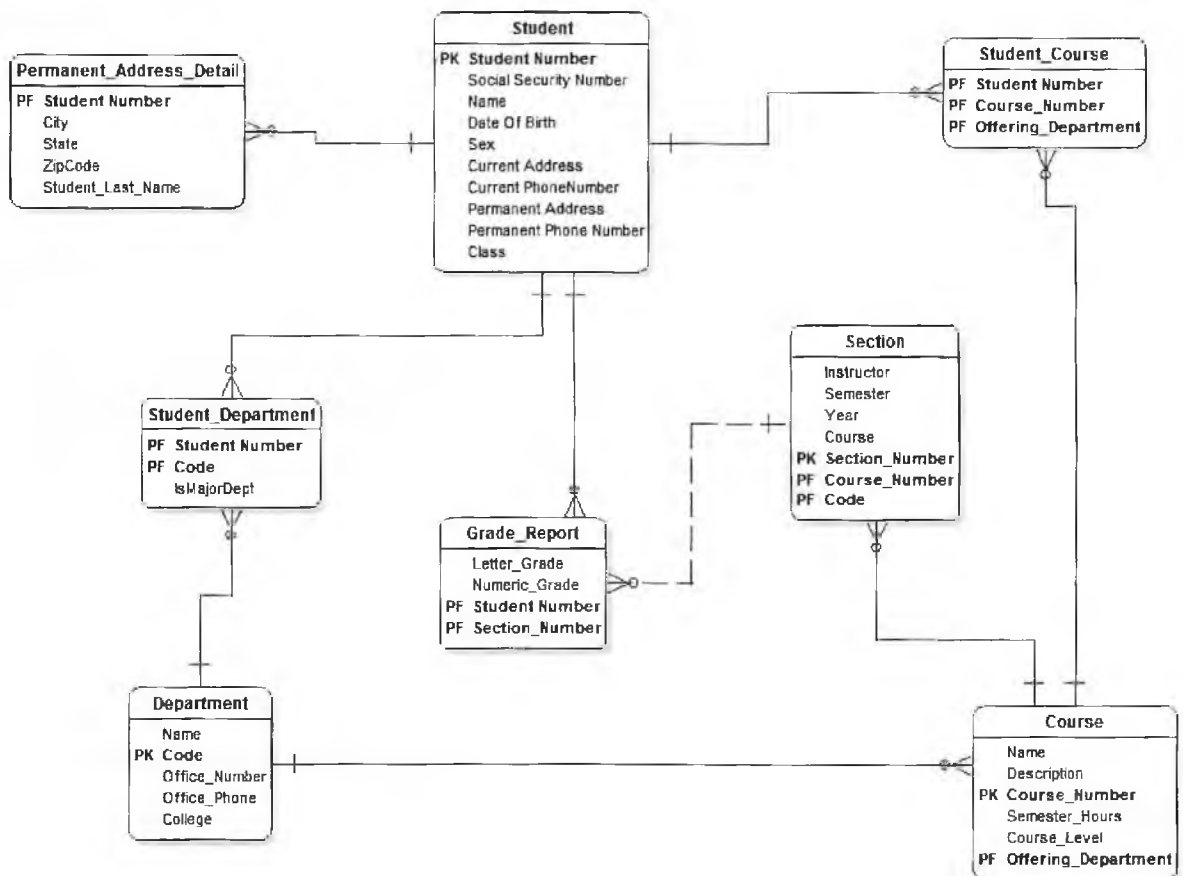 Student
PK Student Number
Social Security Number
Name
Date Of Birth
Sex
Current Address
Current PhoneNumber
Permanent Address
Permanent Phone Number
Class
Permanent_Address_Detail
PF Student Number
City
State
ZipCode
Student_Last_Name
Student_Course
PF Student Number
PF Course_Number
PF Offering_Department
Section
Instructor
Semester
Year
Course
PK Section_Number
PF Course_Number
PF Code
Student_Department
PF Student Number
PF Code
IsMajorDept
Grade_Report
Letter_Grade
Numeric_Grade
PF Student Number
PF Section_Number
Department
Name
PK Code
Office_Number
Office_Phone
College
Course
Name
Description
PK Course_Number
Semester_Hours
Course_Level
PF Offering_Department